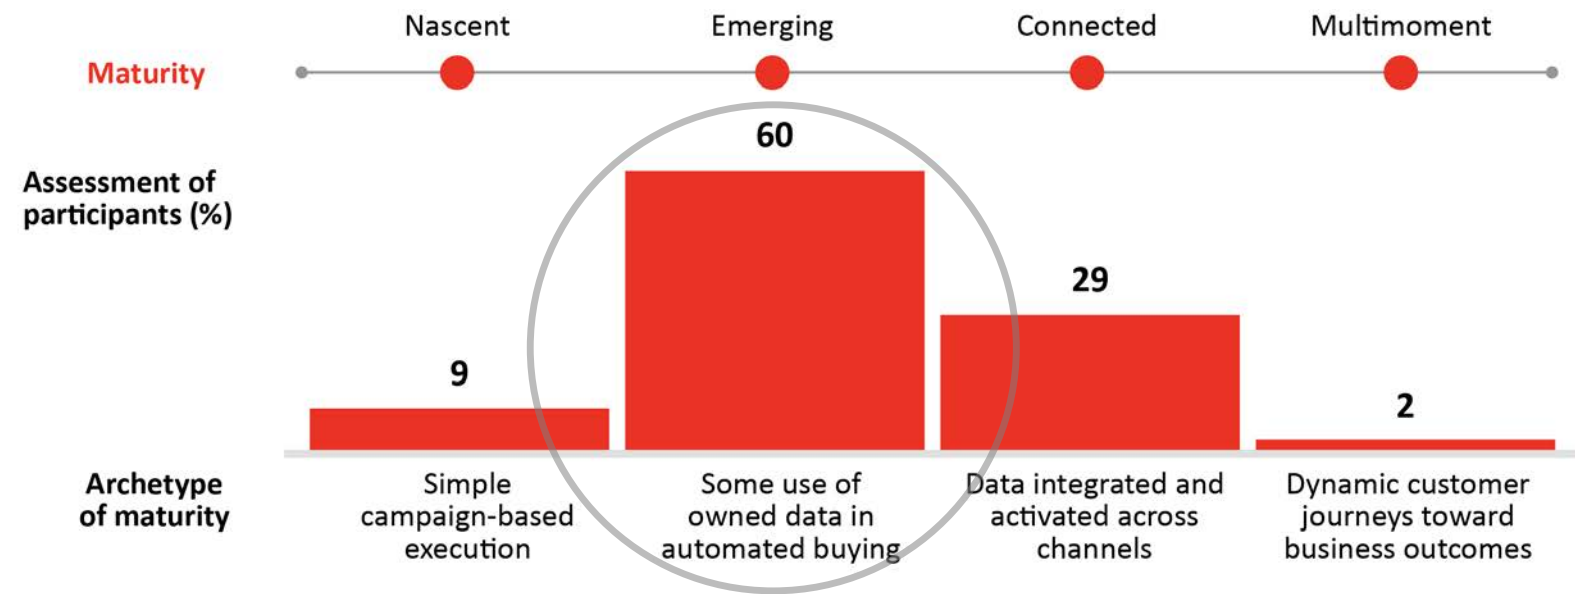 Nascent
Emerging
Connected
Multimoment
Maturity
60
Assessment of
participants (%)
29
9
2
Archetype
of maturity
Simple
campaign-based
execution
Some use of
owned data in
automated buying
Data integrated and
activated across
channels
Dynamic customer
journeys toward
business outcomes